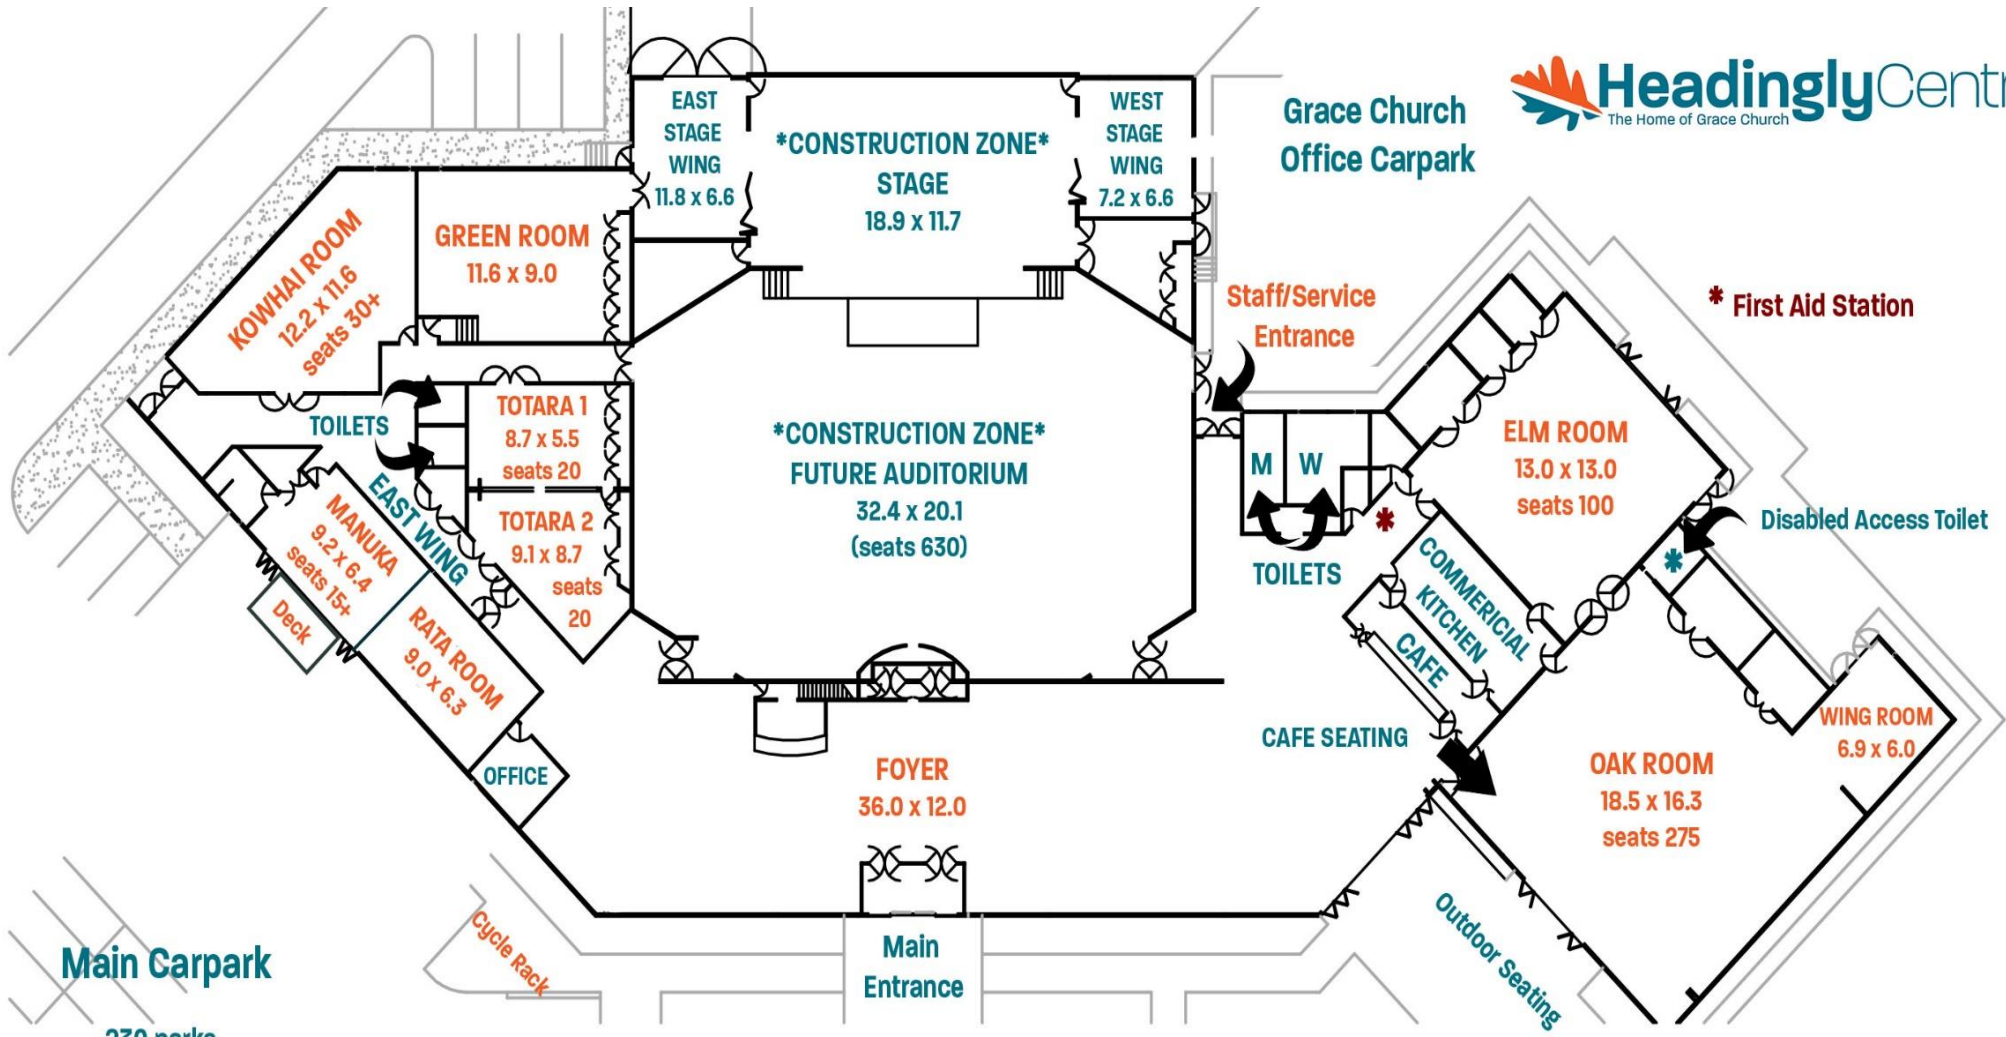 HeadinglyCentr
The Home of Grace Church
Grace Church
Office Carpark
EAST
STAGE
WING
11.8 x 6.6
*CONSTRUCTION ZONE*
STAGE
18.9 x 11.7
WEST
STAGE
WING
7.2 x 6.6
KOWHAI ROOM
12.2 x 11.6
seats 30+
GREEN ROOM
11.6 x 9.0
Staff/Service
Entrance
* First Aid Station
TOILETS
TOTARA 1
8.7 x 5.5
seats 20
*CONSTRUCTION ZONE*
FUTURE AUDITORIUM
32.4 x 20.1
(seats 630)
M
W
TOILETS
*
ELM ROOM
13.0 x 13.0
seats 100
Disabled Access Toilet
*
EAST WING
TOTARA 2
9.1 x 8.7
seats
20
MANUKA
9.2 x 6.4
seats 15+
Deck
RATA ROOM
9.0 x 6.3
COMMERICIAL
KITCHEN
CAFE
CAFE SEATING
OFFICE
FOYER
36.0 x 12.0
WING ROOM
6.9 x 6.0
OAK ROOM
18.5 x 16.3
seats 275
Outdoor Seating
Main Carpark
230 parks
Cycle Rack
Main
Entrance